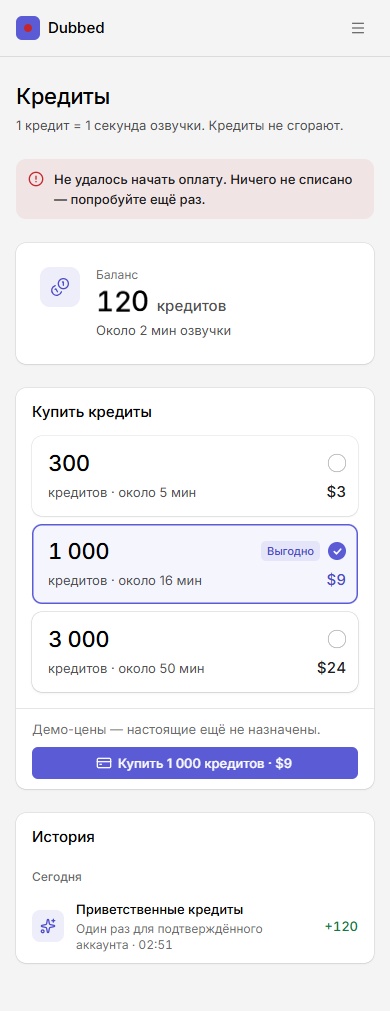 Dubbed
Кредиты
1 кредит = 1 секунда озвучки. Кредиты не сгорают.
Не удалось начать оплату. Ничего не списано
— попробуйте ещё раз.
Баланс
120 кредитов
Около 2 мин озвучки
Купить кредиты
300
кредитов · около 5 мин
$3
1 000
Выгодно
кредитов · около 16 мин
$9
3 000
кредитов · около 50 мин
$24
Демо-цены — настоящие ещё не назначены.
Купить 1 000 кредитов · $9
История
Сегодня
Приветственные кредиты
Один раз для подтверждённого
аккаунта · 02:51
+120